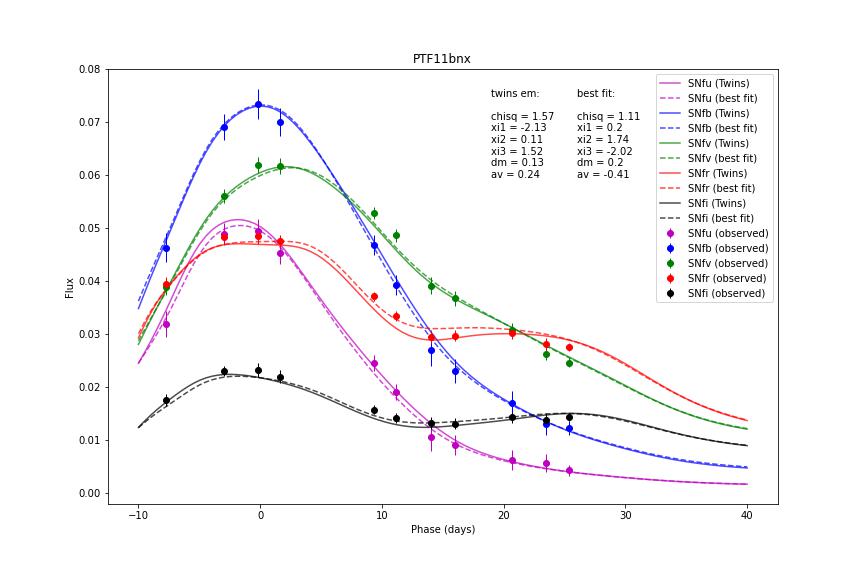 PTF11bnx
0.08
0.07
0.06
0.05
0.04
0.03
0.02
0.01
0.00
Flux
−10
0
10
20
30
40
Phase (days)
twins em:
chisq = 1.57
xi1 = -2.13
xi2 = 0.11
xi3 = 1.52
dm = 0.13
av = 0.24
best fit:
chisq = 1.11
xi1 = 0.2
xi2 = 1.74
xi3 = -2.02
dm = 0.2
av = -0.41
SNfu (Twins)
SNfu (best fit)
SNfb (Twins)
SNfb (best fit)
SNfv (Twins)
SNfv (best fit)
SNfr (Twins)
SNfr (best fit)
SNfi (Twins)
SNfi (best fit)
SNfu (observed)
SNfb (observed)
SNfv (observed)
SNfr (observed)
SNfi (observed)